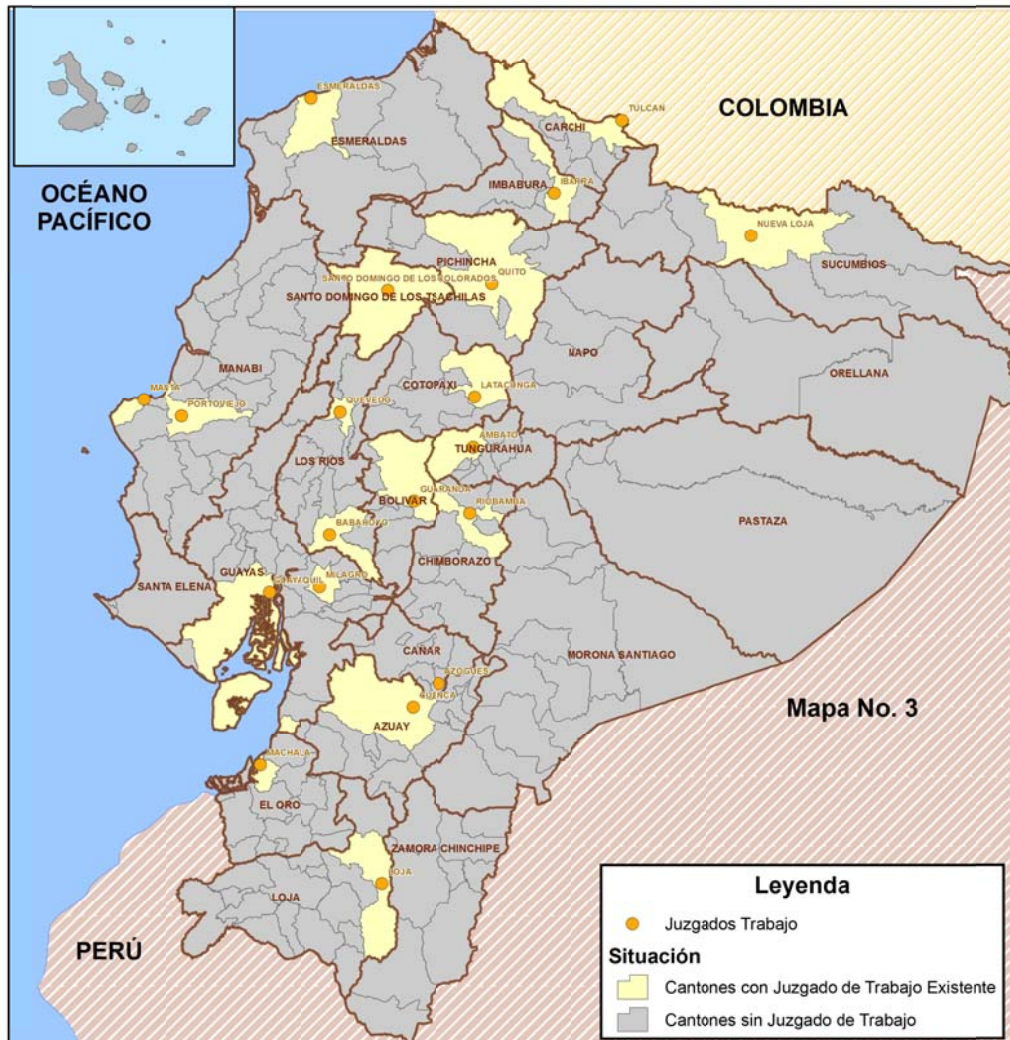 ESMERALDAS
ESMERALDAS
TULCAN
CARCHI
COLOMBIA
OCÉANO
PACÍFICO
IMBABURA
IBARRA
NUEVA LOJA
SUCUMBIOS
PICHINCHA
QUITO
SANTO DOMINGO DE LOS COLORADOS
SANTO DOMINGO DE LOS TSACHILAS
NAPO
ORELLANA
MANABI
COTOPAXI
LATACUNGA
MANTA
PORTOVIEJO
QUEVEDO
AMBATO
TUNGURAHUA
LOS RIOS
GUARANDA
BOLIVAR
RIOBAMBA
PASTAZA
BABAHOYO
CHIMBORAZO
GUAYAS
MILAGRO
SANTA ELENA
GUAYAQUIL
CAÑAR
MORONA SANTIAGO
AZOGUES
CUENCA
AZUAY
Mapa No. 3
MACHALA
EL ORO
ZAMORA CHINCHIPE
LOJA
LOJA
PERÚ
Leyenda
Juzgados Trabajo
Situación
Cantones con Juzgado de Trabajo Existente
Cantones sin Juzgado de Trabajo